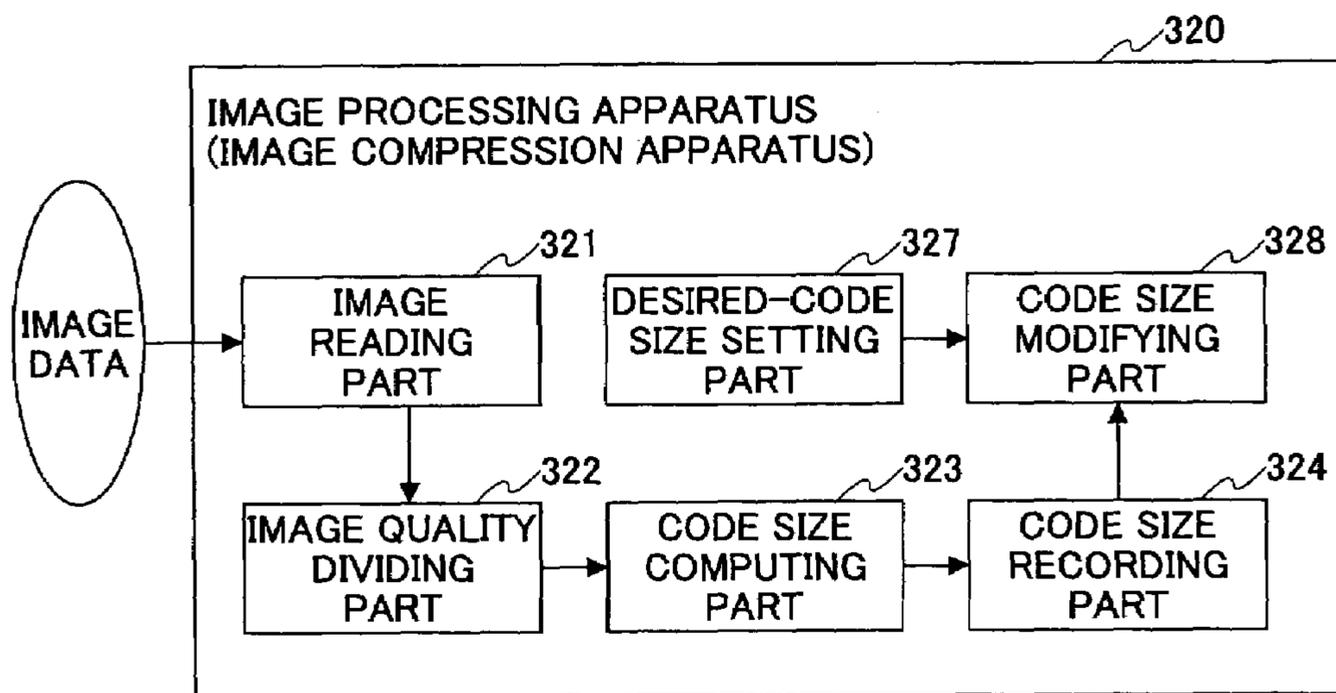 320
IMAGE PROCESSING APPARATUS
(IMAGE COMPRESSION APPARATUS)
IMAGE
DATA
321
IMAGE
READING
PART
327
DESIRED-CODE
SIZE SETTING
PART
328
CODE SIZE
MODIFYING
PART
322
IMAGE QUALITY
DIVIDING
PART
323
CODE SIZE
COMPUTING
PART
324
CODE SIZE
RECORDING
PART